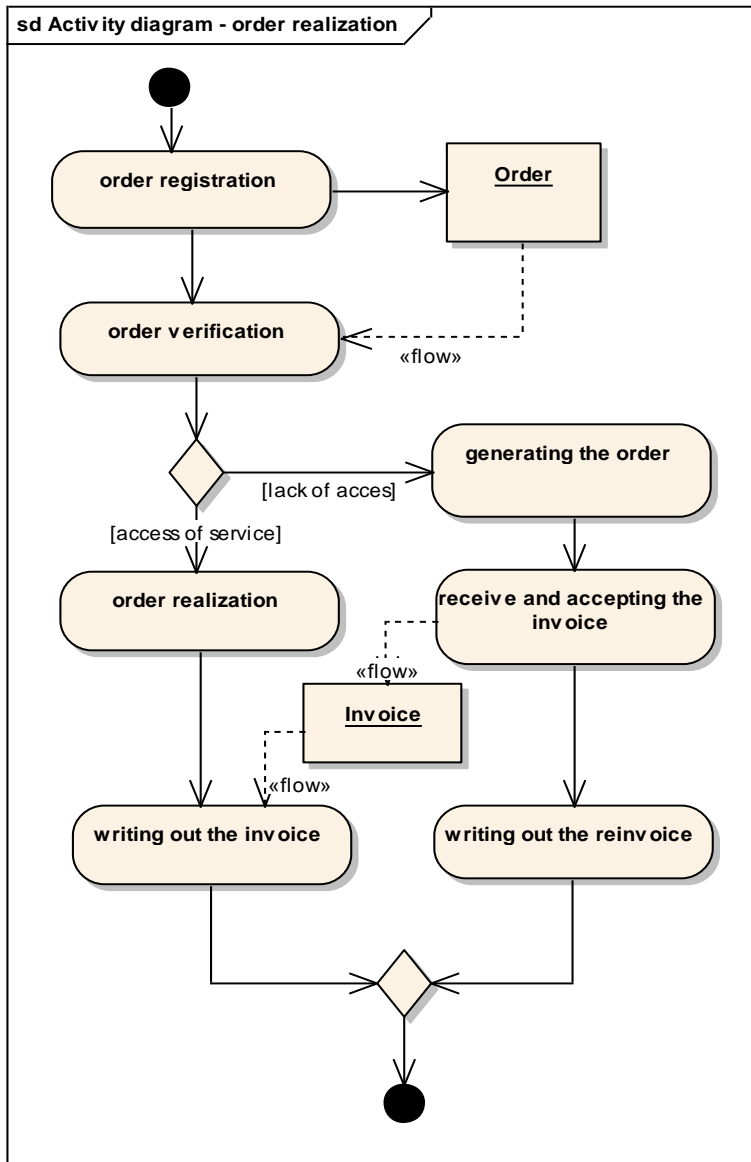 sd Activity diagram - order realization
order registration
Order
order verification
«flow»
generating the order
[lack of acces]
[access of service]
order realization
receive and accepting the
invoice
«flow»
Invoice
«flow»
writing out the invoice
writing out the reinvoice